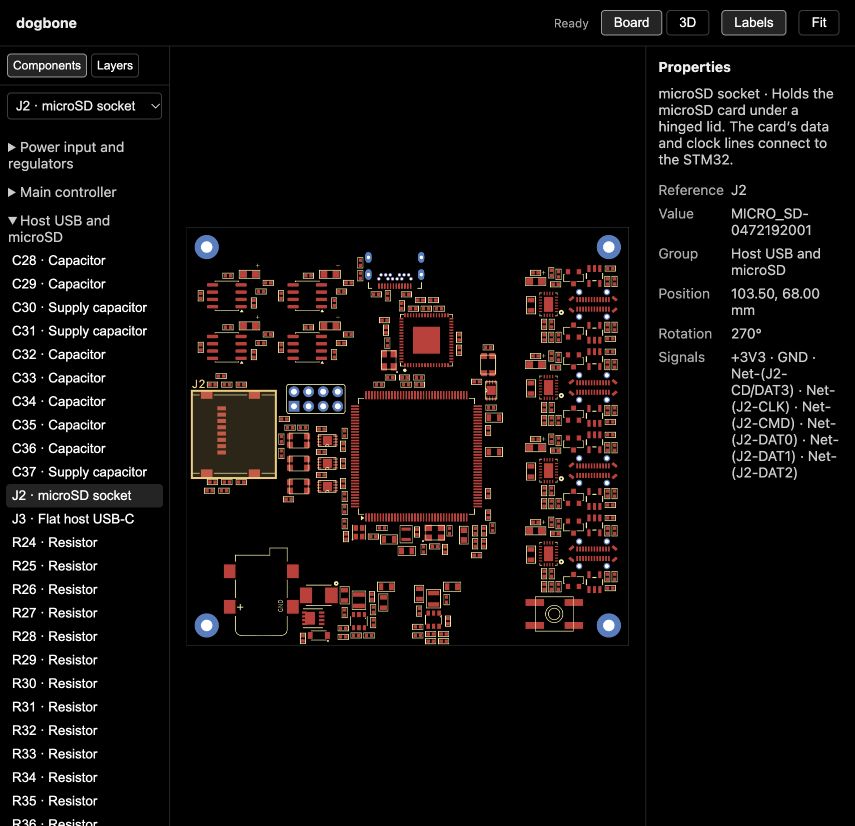 dogbone
Ready
Board
3D
Labels
Fit
Components
Layers
J2 · microSD socket
▶ Power input and
regulators
▶ Main controller
▼ Host USB and
microSD
C28 · Capacitor
C29 · Capacitor
C30 · Supply capacitor
C31 · Supply capacitor
C32 · Capacitor
C33 · Capacitor
C34 · Capacitor
C35 · Capacitor
C36 · Capacitor
C37 · Supply capacitor
J2 · microSD socket
J3 · Flat host USB-C
R24 · Resistor
R25 · Resistor
R26 · Resistor
R27 · Resistor
R28 · Resistor
R29 · Resistor
R30 · Resistor
R31 · Resistor
R32 · Resistor
R33 · Resistor
R34 · Resistor
R35 · Resistor
R36 · Resistor
J2
+
GND
Properties
microSD socket · Holds the
microSD card under a
hinged lid. The card's data
and clock lines connect to
the STM32.
Reference J2
Value MICRO_SD-
0472192001
Group Host USB and
microSD
Position 103.50, 68.00
mm
Rotation 270°
Signals +3V3 · GND ·
Net-(J2-
CD/DAT3) · Net-
(J2-CLK) · Net-
(J2-CMD) · Net-
(J2-DAT0) · Net-
(J2-DAT1) · Net-
(J2-DAT2)